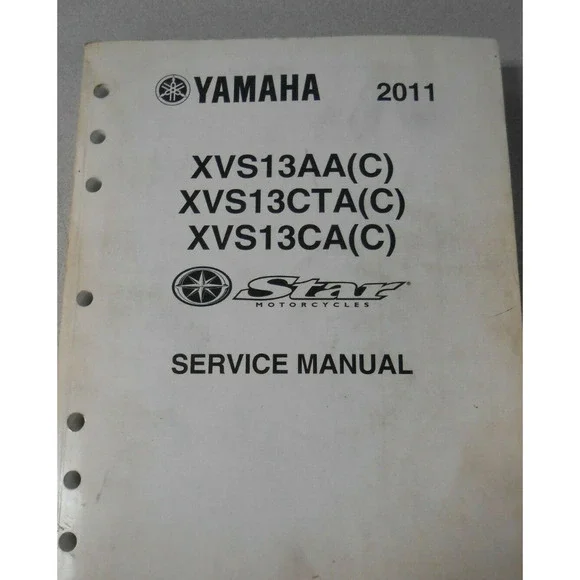 YAMAHA 2011
XVS13AA(C)
XVS13CTA(C)
XVS13CA(C)
Star®
MOTORCYCLES
SERVICE MANUAL